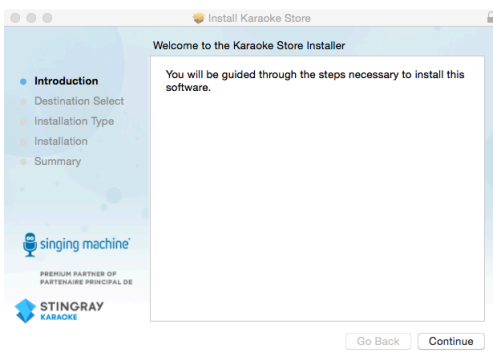 Install Karaoke Store
Welcome to the Karaoke Store Installer
Introduction
Destination Select
Installation Type
Installation
Summary
You will be guided through the steps necessary to install this
software.
singing machine®
PREMIUM PARTNER OF
PARTENAIRE PRINCIPAL DE
STINGRAY
KARAOKE
Go Back
Continue